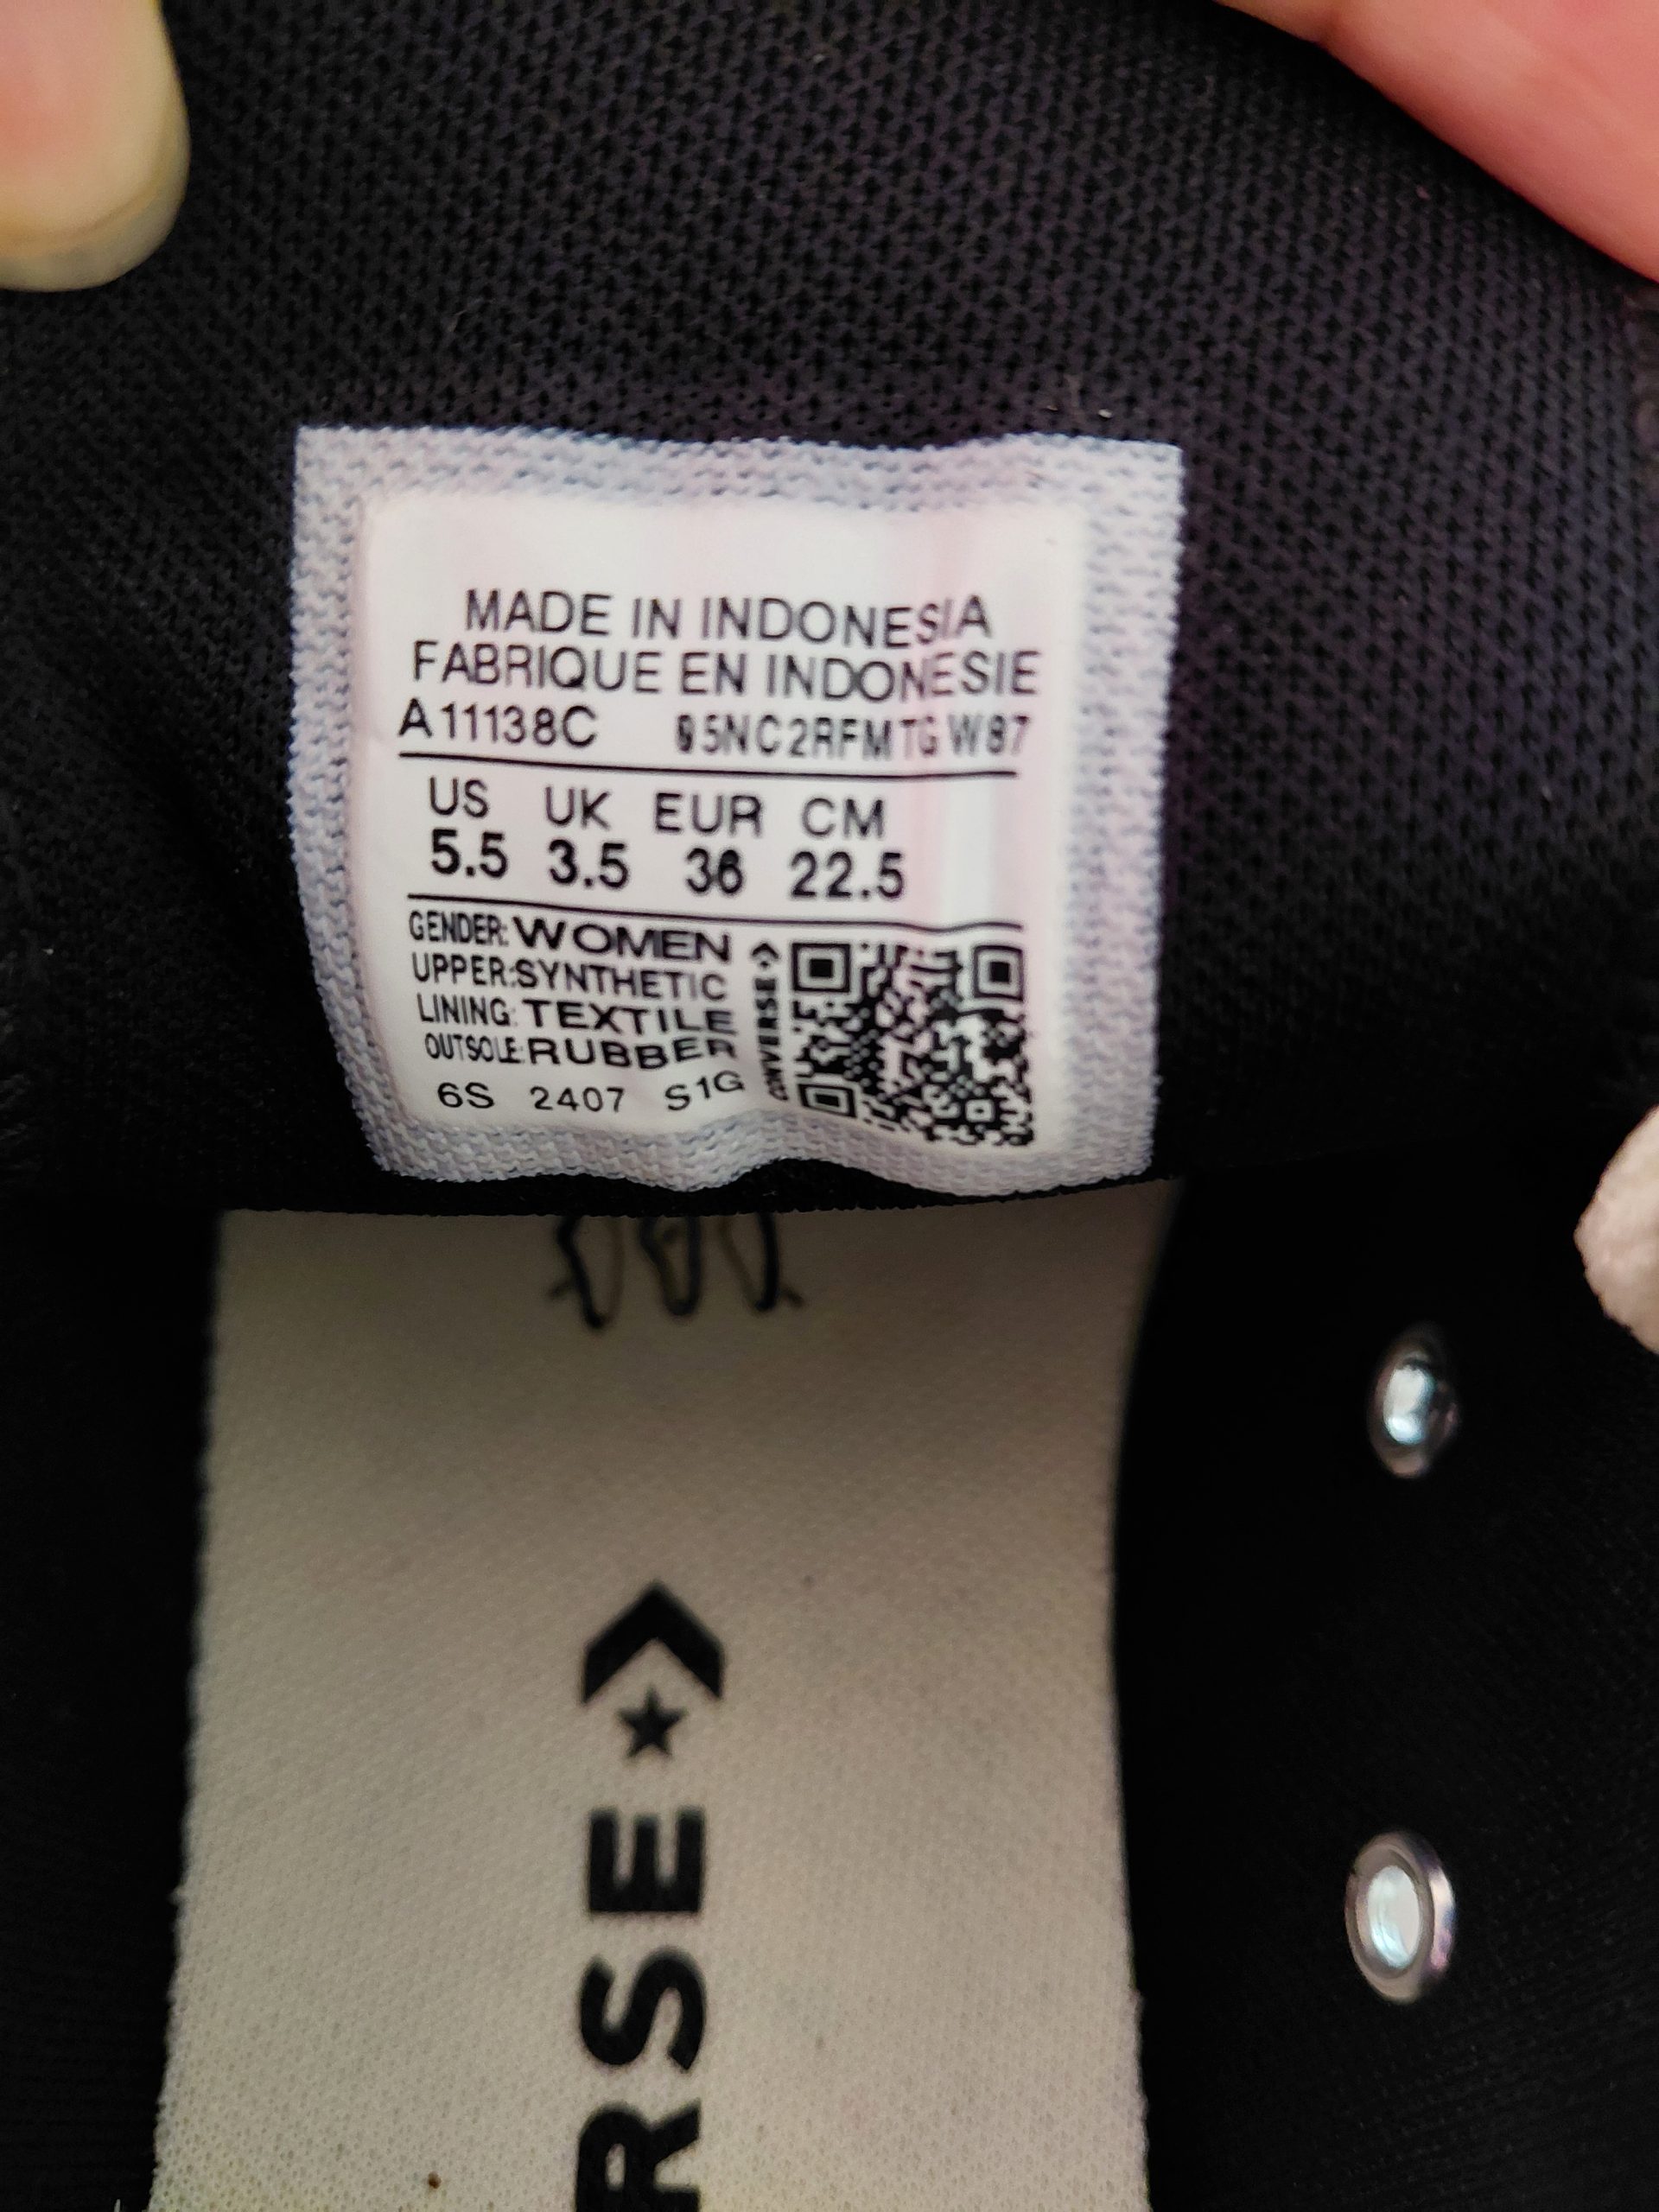 MADE IN INDONESIA
FABRIQUE EN INDONESIE
A11138C
US UK EUR CM
5.5 3.5 36 22.5
GENDER: WOMEN
UPPER:SYNTHETIC
LINING: TEXTILE
OUTSOLE:RUBBER
6S 2407 S1G
CONVERSE
RSE